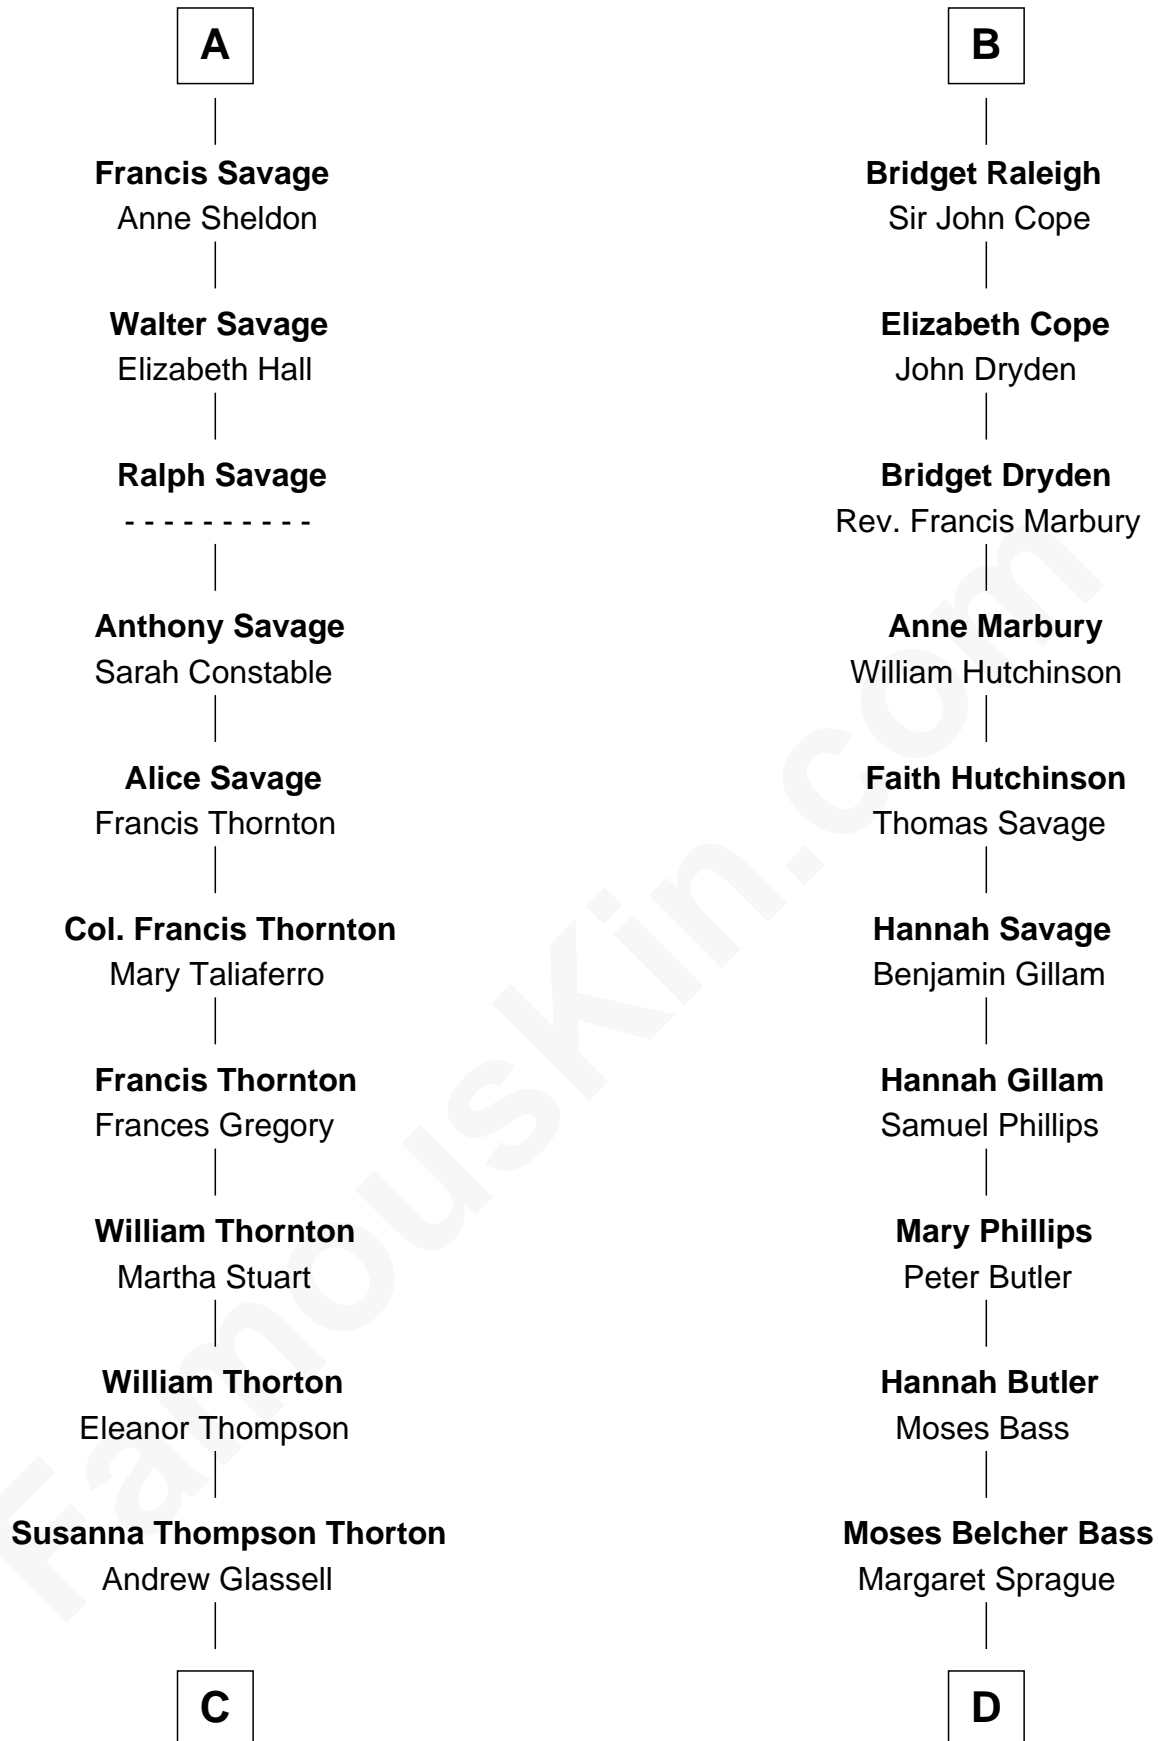 A
Francis Savage
Anne Sheldon
Walter Savage
Elizabeth Hall
Ralph Savage
- - - - - - - - - -
Anthony Savage
Sarah Constable
Alice Savage
Francis Thornton
Col. Francis Thornton
Mary Taliaferro
Francis Thornton
Frances Gregory
William Thornton
Martha Stuart
William Thorton
Eleanor Thompson
Susanna Thompson Thorton
Andrew Glassell
C
B
Bridget Raleigh
Sir John Cope
Elizabeth Cope
John Dryden
Bridget Dryden
Rev. Francis Marbury
Anne Marbury
William Hutchinson
Faith Hutchinson
Thomas Savage
Hannah Savage
Benjamin Gillam
Hannah Gillam
Samuel Phillips
Mary Phillips
Peter Butler
Hannah Butler
Moses Bass
Moses Belcher Bass
Margaret Sprague
D
FamousKin.com